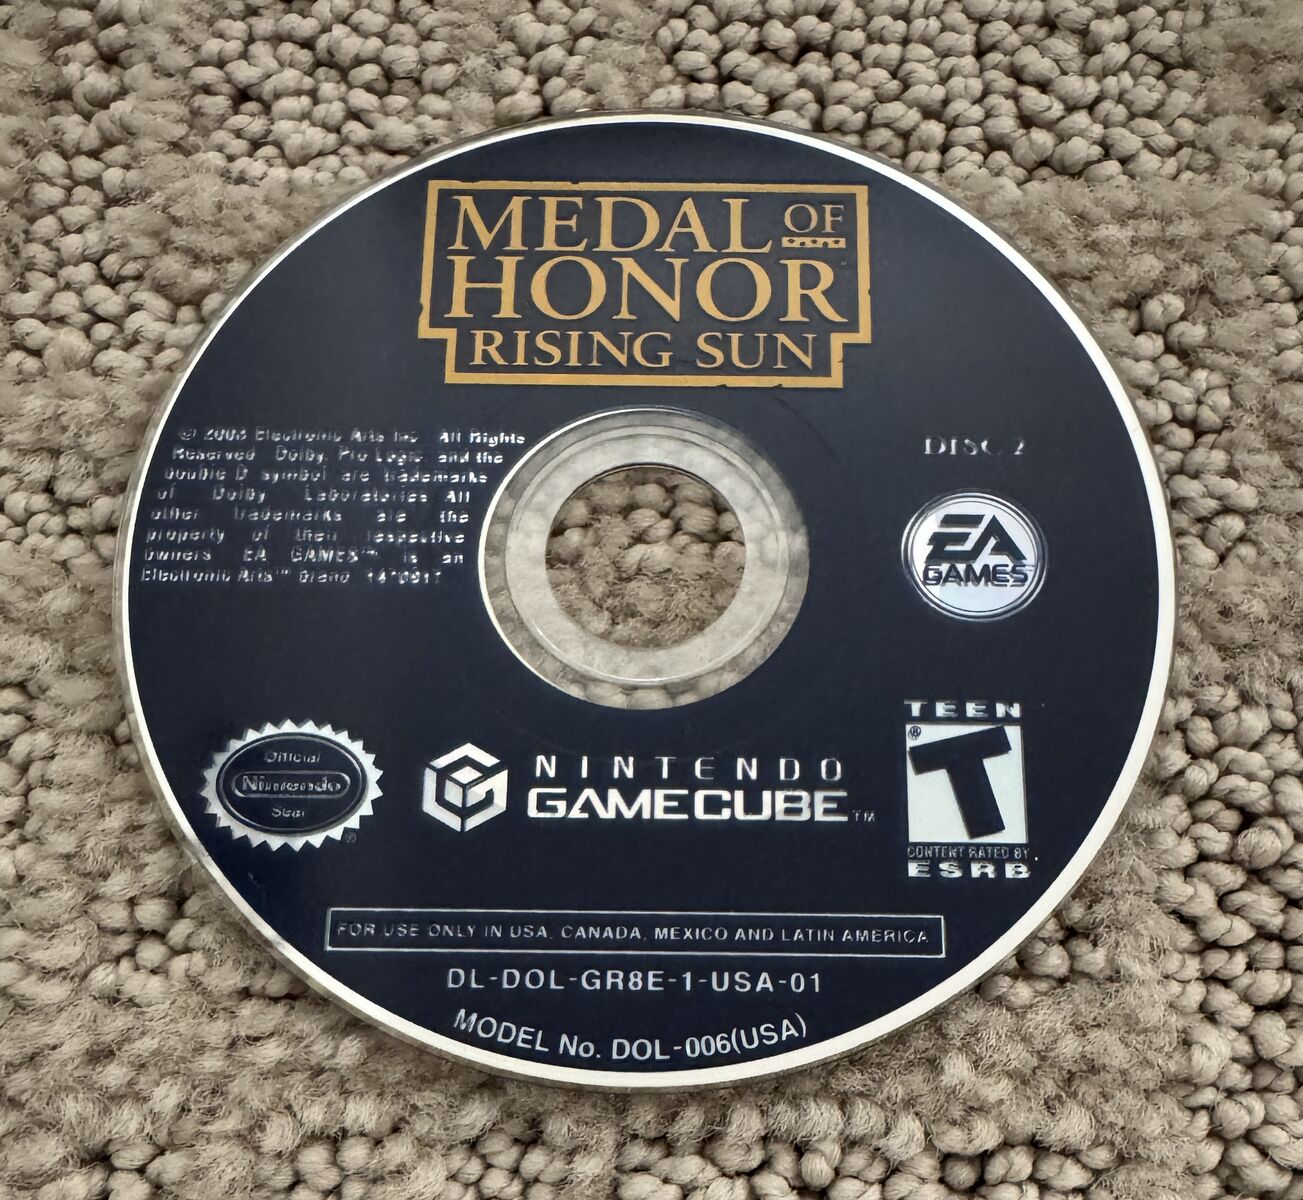 MEDAL OF
HONOR
RISING SUN
© 2003 Electronic Arts Inc. All Rights
Reserved. Dolby, Pro Logic, and the
double D symbol are trademarks
of Dolby Laboratories. All
other trademarks are the
property of their respective
owners. EA GAMES™ is an
Electronic Arts™ brand.
DISC 2
EA
GAMES
TEEN
T
CONTENT RATED BY
ESRB
Official
Nintendo
Seal
®
NINTENDO
GAMECUBE™
FOR USE ONLY IN USA, CANADA, MEXICO AND LATIN AMERICA
DL-DOL-GR8E-1-USA-01
MODEL No. DOL-006(USA)